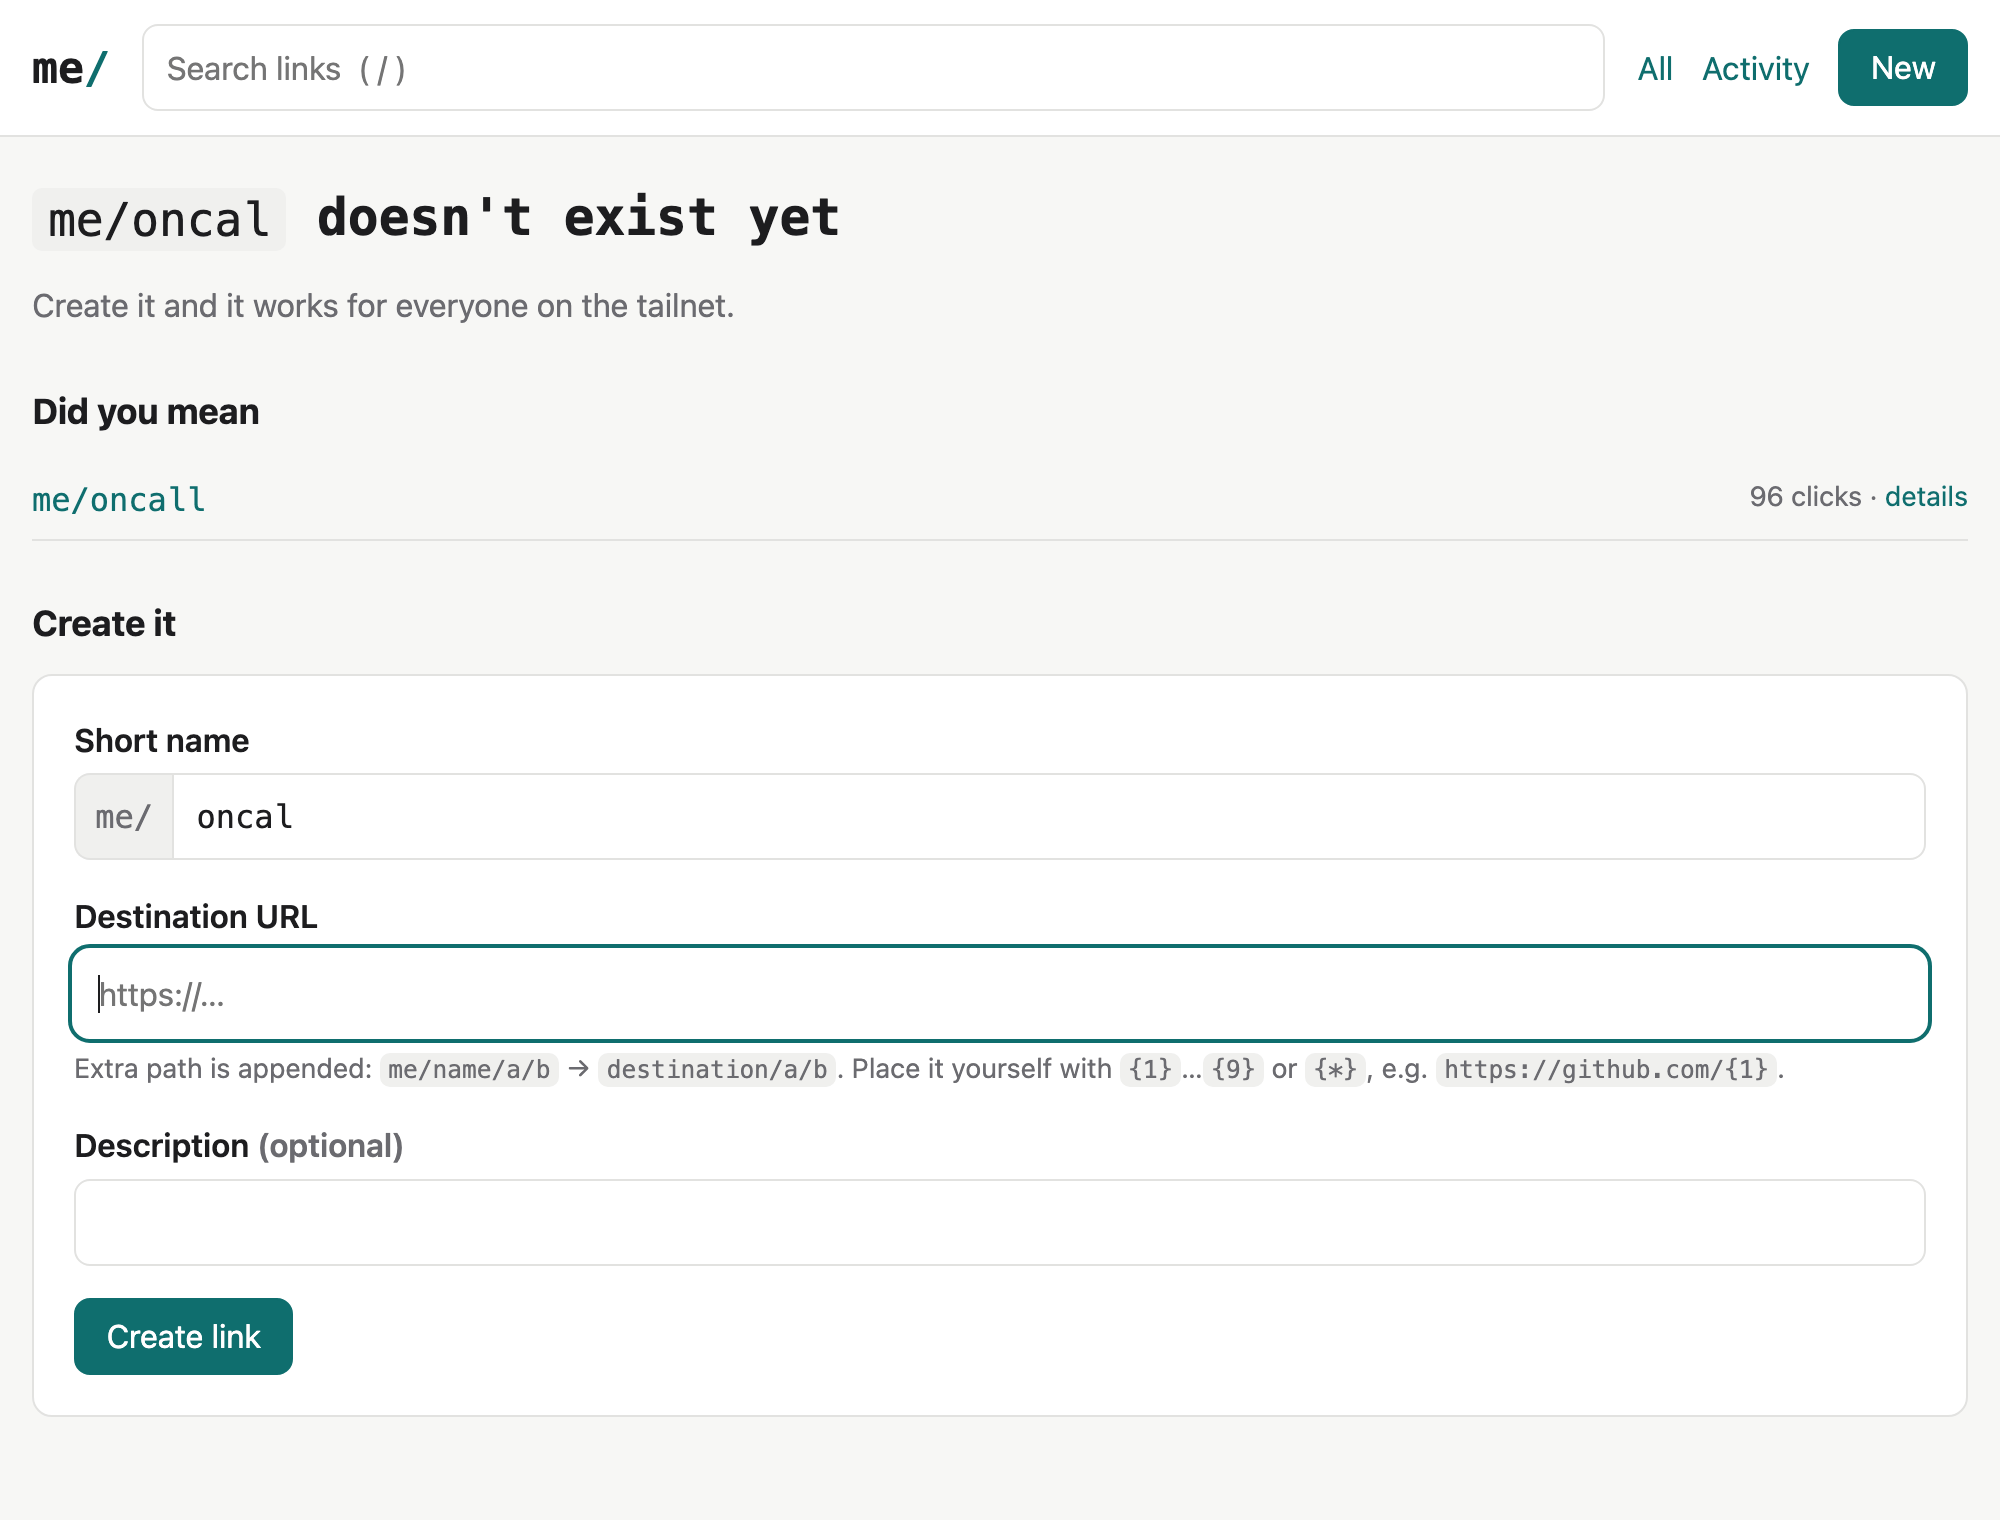 me/ Search links (/) All Activity New
me/oncal doesn't exist yet
Create it and it works for everyone on the tailnet.
Did you mean
me/oncall 96 clicks · details
Create it
Short name
me/ oncal
Destination URL
https://...
Extra path is appended: me/name/a/b → destination/a/b. Place it yourself with {1}...{9} or {*}, e.g. https://github.com/{1}.
Description (optional)
Create link